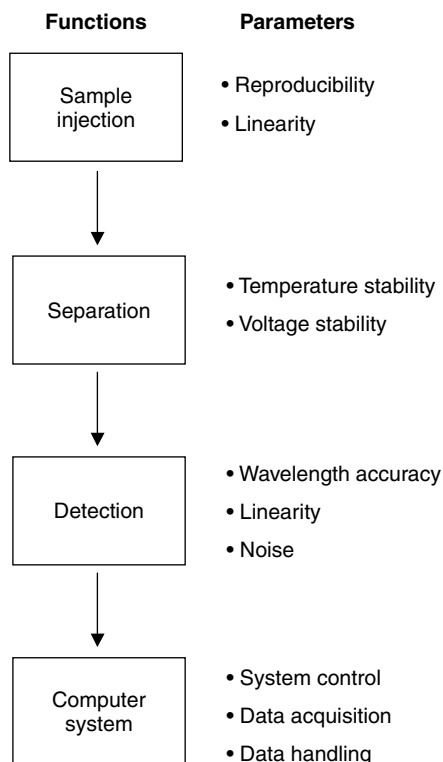 Functions
Parameters
Sample
injection
• Reproducibility
• Linearity
Separation
• Temperature stability
• Voltage stability
Detection
• Wavelength accuracy
• Linearity
• Noise
Computer
system
• System control
• Data acquisition
• Data handling